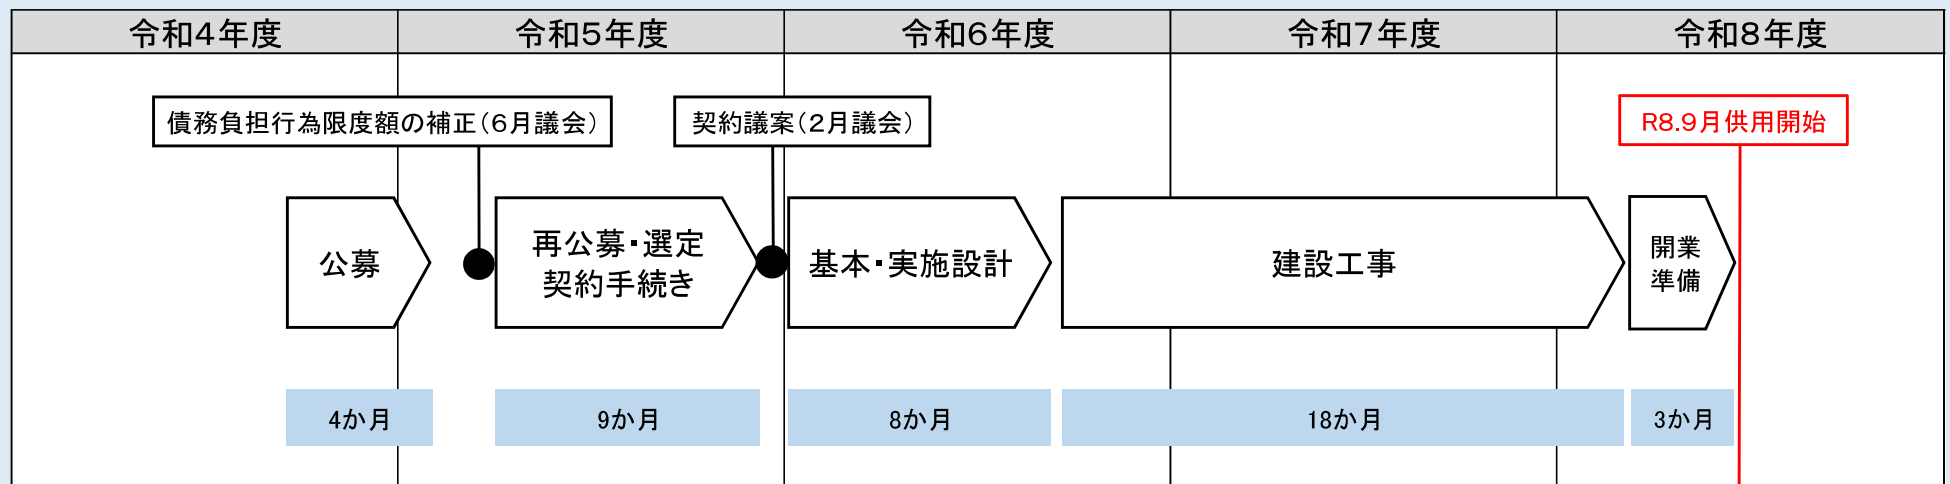 令和4年度
令和5年度
令和6年度
令和7年度
令和8年度
債務負担行為限度額の補正(6月議会)
契約議案(2月議会)
R8.9月供用開始
公募
再公募・選定
契約手続き
基本・実施設計
建設工事
開業
準備
4か月
9か月
8か月
18か月
3か月